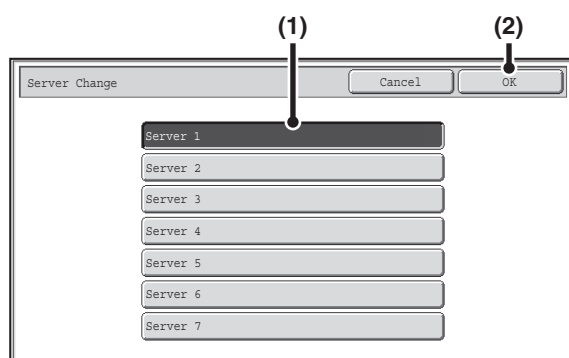 (1) (2)
Server Change Cancel OK
Server 1
Server 2
Server 3
Server 4
Server 5
Server 6
Server 7